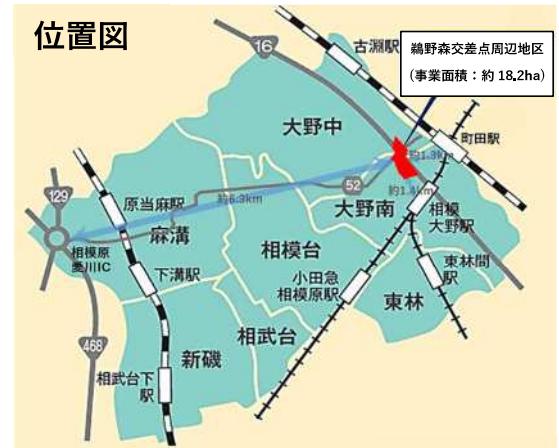 位置図
16
古淵駅
鵜野森交差点周辺地区
(事業面積：約18.2ha)
大野中
町田駅
約1.3km
52
約1.4km
129
原当麻駅
約6.3km
大野南
相模
大野駅
麻溝
相模原
愛川IC
相模台
東林間
駅
下溝駅
小田急
相模原駅
東林
468
相武台
新磯
相武台下
駅